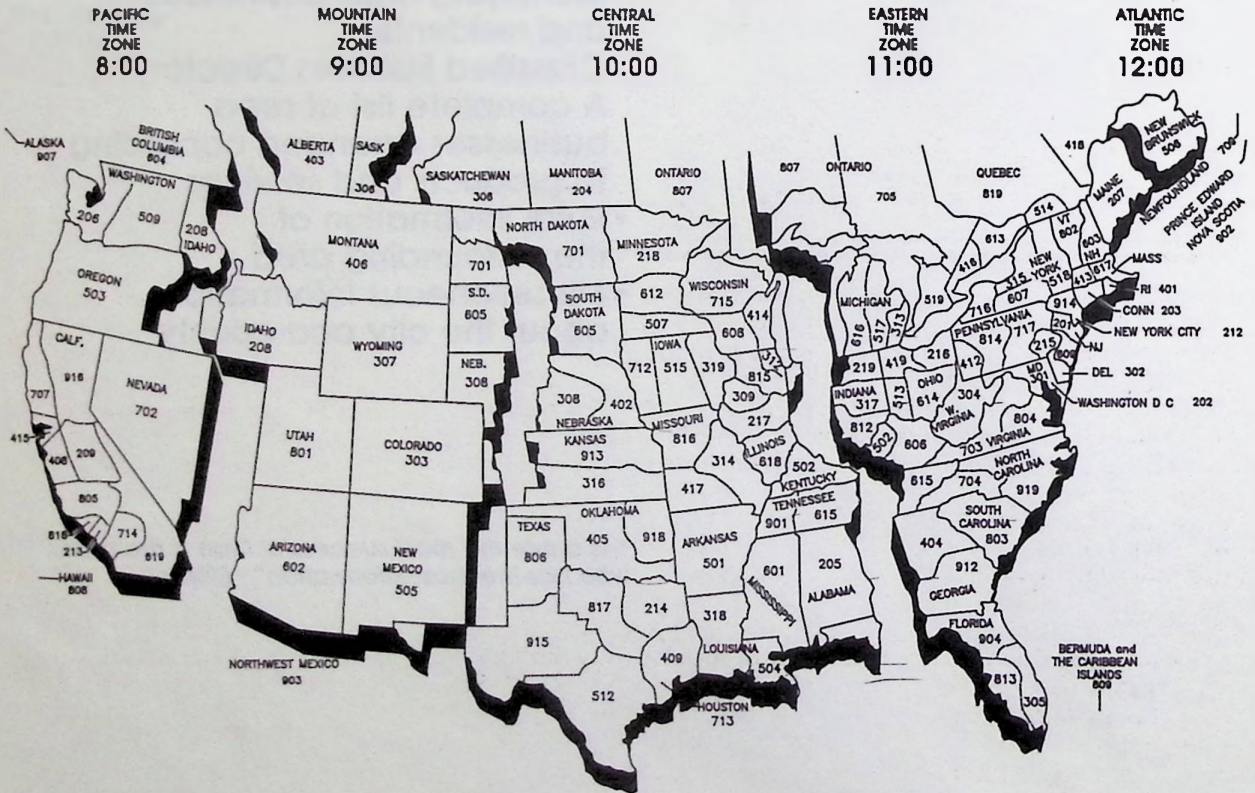 PACIFIC
TIME
ZONE
8:00
MOUNTAIN
TIME
ZONE
9:00
CENTRAL
TIME
ZONE
10:00
EASTERN
TIME
ZONE
11:00
ATLANTIC
TIME
ZONE
12:00
ALASKA
907
BRITISH
COLUMBIA
604
WASHINGTON
206
509
208
IDAHO
OREGON
503
CALF.
707
916
NEVADA
702
415
408
209
805
818
213
714
619
HAWAII
808
ALBERTA
403
SASK
306
SASKATCHEWAN
306
MONTANA
406
IDAHO
208
WYOMING
307
701
S.D.
605
NEB.
308
UTAH
801
COLORADO
303
ARIZONA
602
NEW
MEXICO
505
NORTHWEST MEXICO
903
MANITOBA
204
ONTARIO
807
NORTH DAKOTA
701
MINNESOTA
218
SOUTH
DAKOTA
605
612
507
WISCONSIN
715
414
608
IOWA
712
515
319
312
815
309
308
402
NEBRASKA
KANSAS
913
316
MISSOURI
816
314
417
217
ILLINOIS
618
502
KENTUCKY
TENNESSEE
901
615
OKLAHOMA
405
918
ARKANSAS
501
TEXAS
806
817
214
915
409
512
318
LOUISIANA
504
HOUSTON
713
601
MISSISSIPPI
205
ALABAMA
807
ONTARIO
705
QUEBEC
819
418
514
613
416
519
MICHIGAN
616
517
313
219
419
INDIANA
317
513
812
502
606
OHIO
216
614
412
304
W.
VIRGINIA
703 VIRGINIA
804
615
704
NORTH
CAROLINA
919
SOUTH
CAROLINA
803
404
912
GEORGIA
FLORIDA
904
813
305
716
315
607
NEW
YORK
518
914
PENNSYLVANIA
814
717
215
201
609
MD
301
VT
802
603
NH
413
617
MAINE
207
NEW
BRUNSWICK
506
NEWFOUNDLAND 709
PRINCE EDWARD
ISLAND
NOVA SCOTIA
902
MASS
RI 401
CONN 203
NEW YORK CITY 212
NJ
DEL 302
WASHINGTON D C 202
BERMUDA and
THE CARIBBEAN
ISLANDS
809